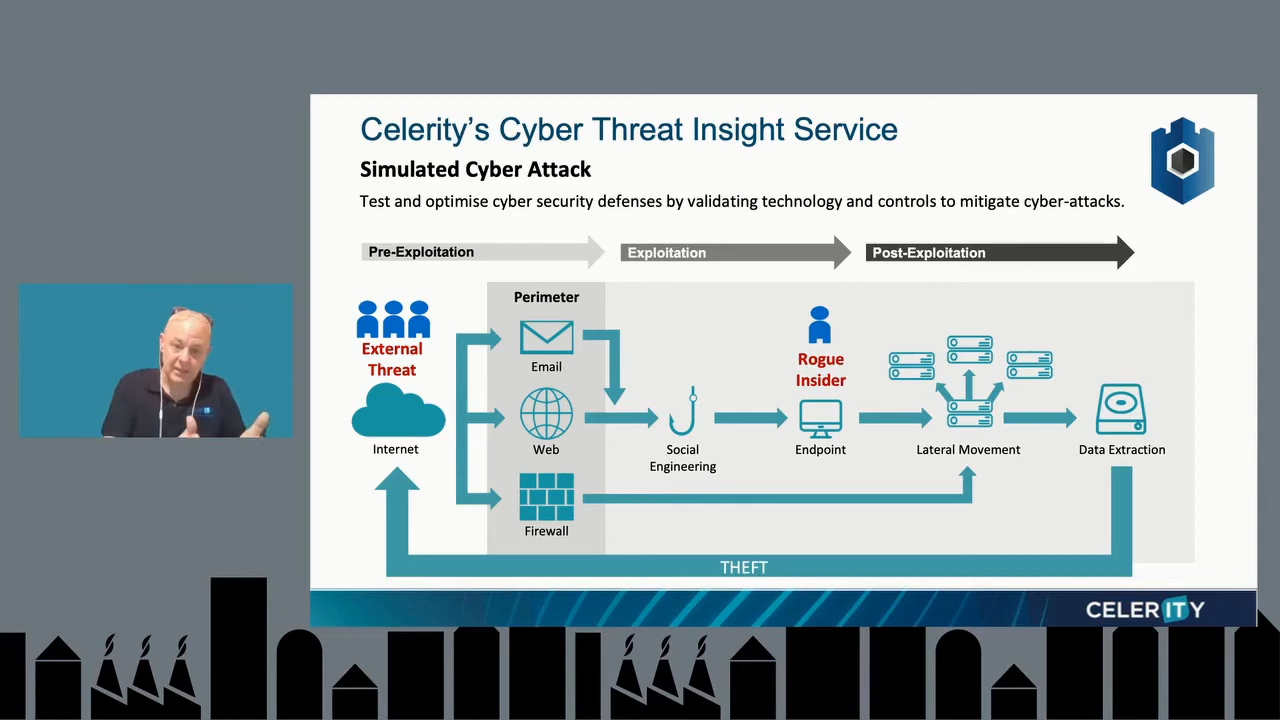 Celerity's Cyber Threat Insight Service
Simulated Cyber Attack
Test and optimise cyber security defenses by validating technology and controls to mitigate cyber-attacks.
Pre-Exploitation
Exploitation
Post-Exploitation
Perimeter
External
Threat
Internet
Email
Web
Firewall
Social
Engineering
Rogue
Insider
Endpoint
Lateral Movement
Data Extraction
THEFT
CELERITY